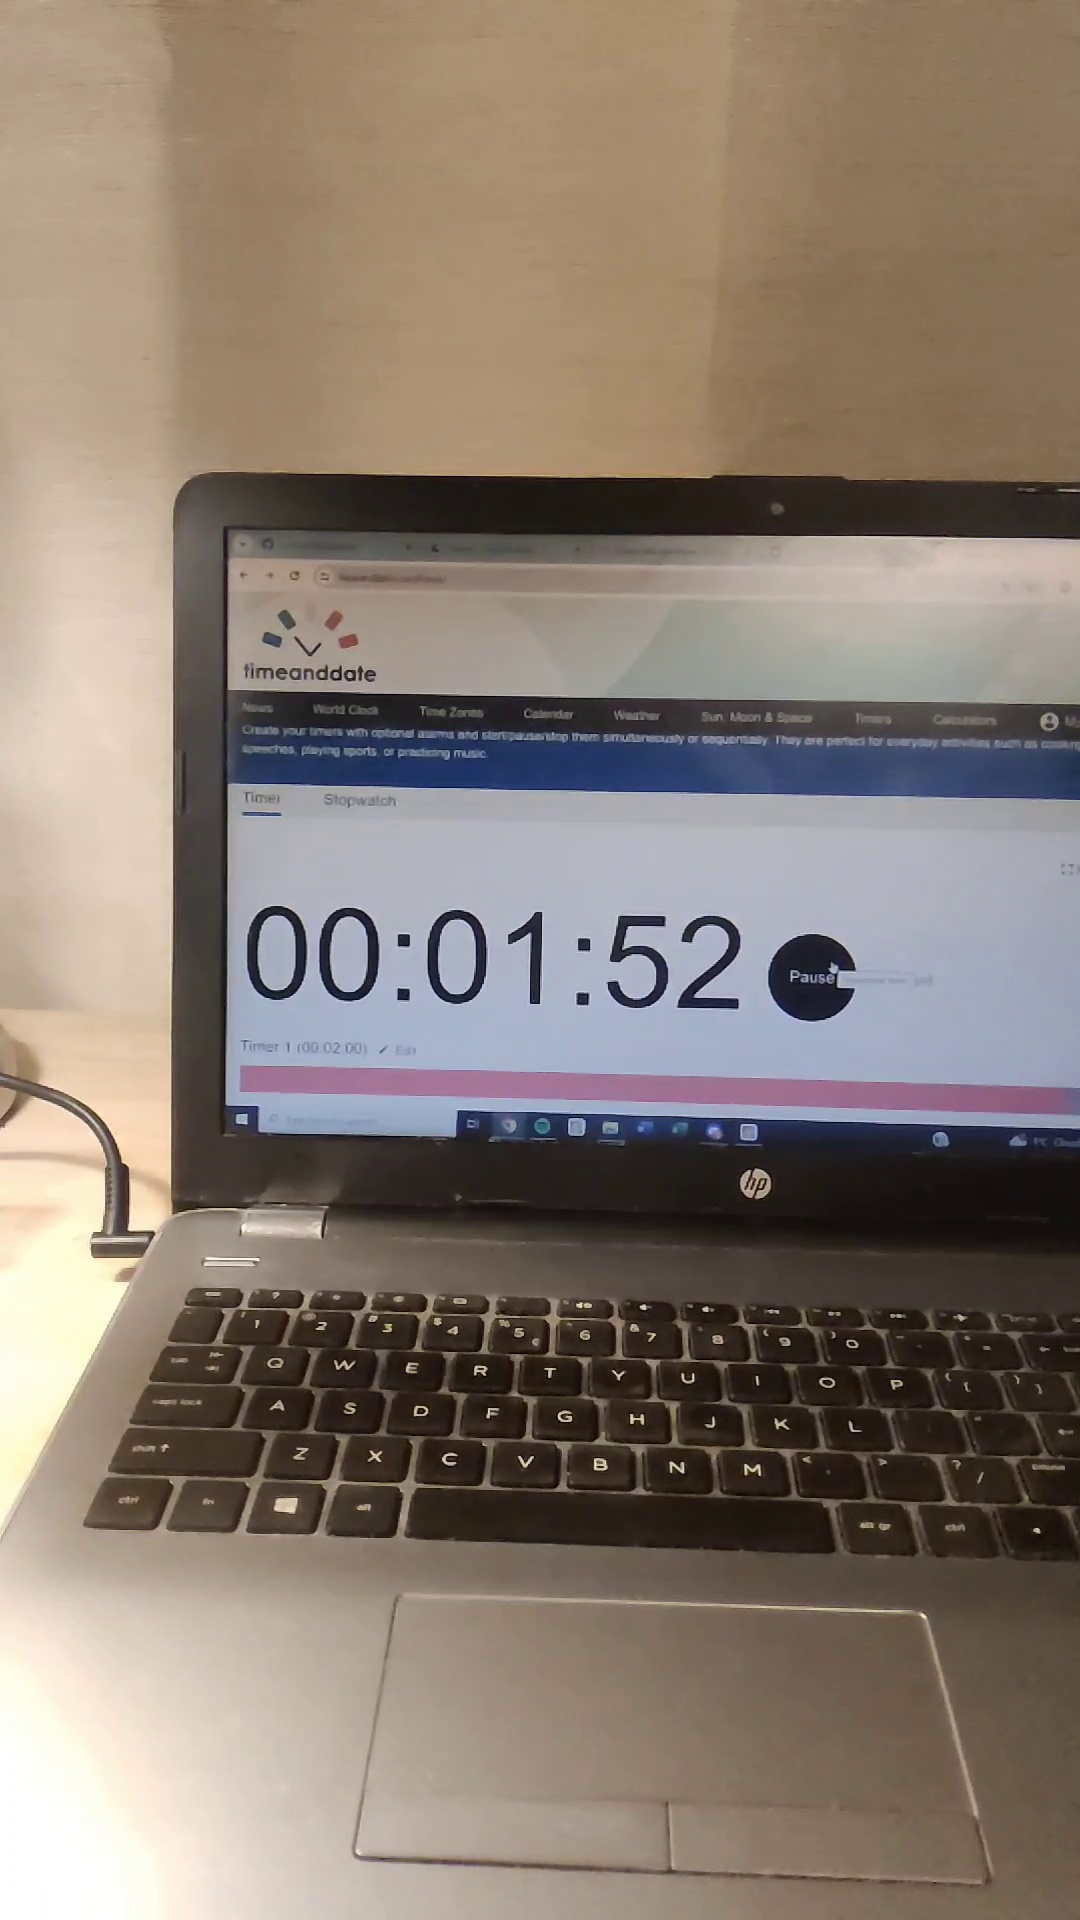 timeanddate
News World Clock Time Zones Calendar Weather Sun, Moon & Space Timers Calculators My
Create your timers with optional alarms and start/pause/stop them simultaneously or sequentially. They are perfect for everyday activities such as cooking
speeches, playing sports, or practicing music.
Timer Stopwatch
00:01:52 Pause
Timer 1 (00:02:00) Edit
hp
1 2 3 4 % 5 € 6 & 7 8 ( 9 ) 0
Q W E R T Y U I O P { [ } ]
caps lock A S D F G H J K L
shift Z X C V B N M < , > ? /
ctrl fn alt alt gr ctrl